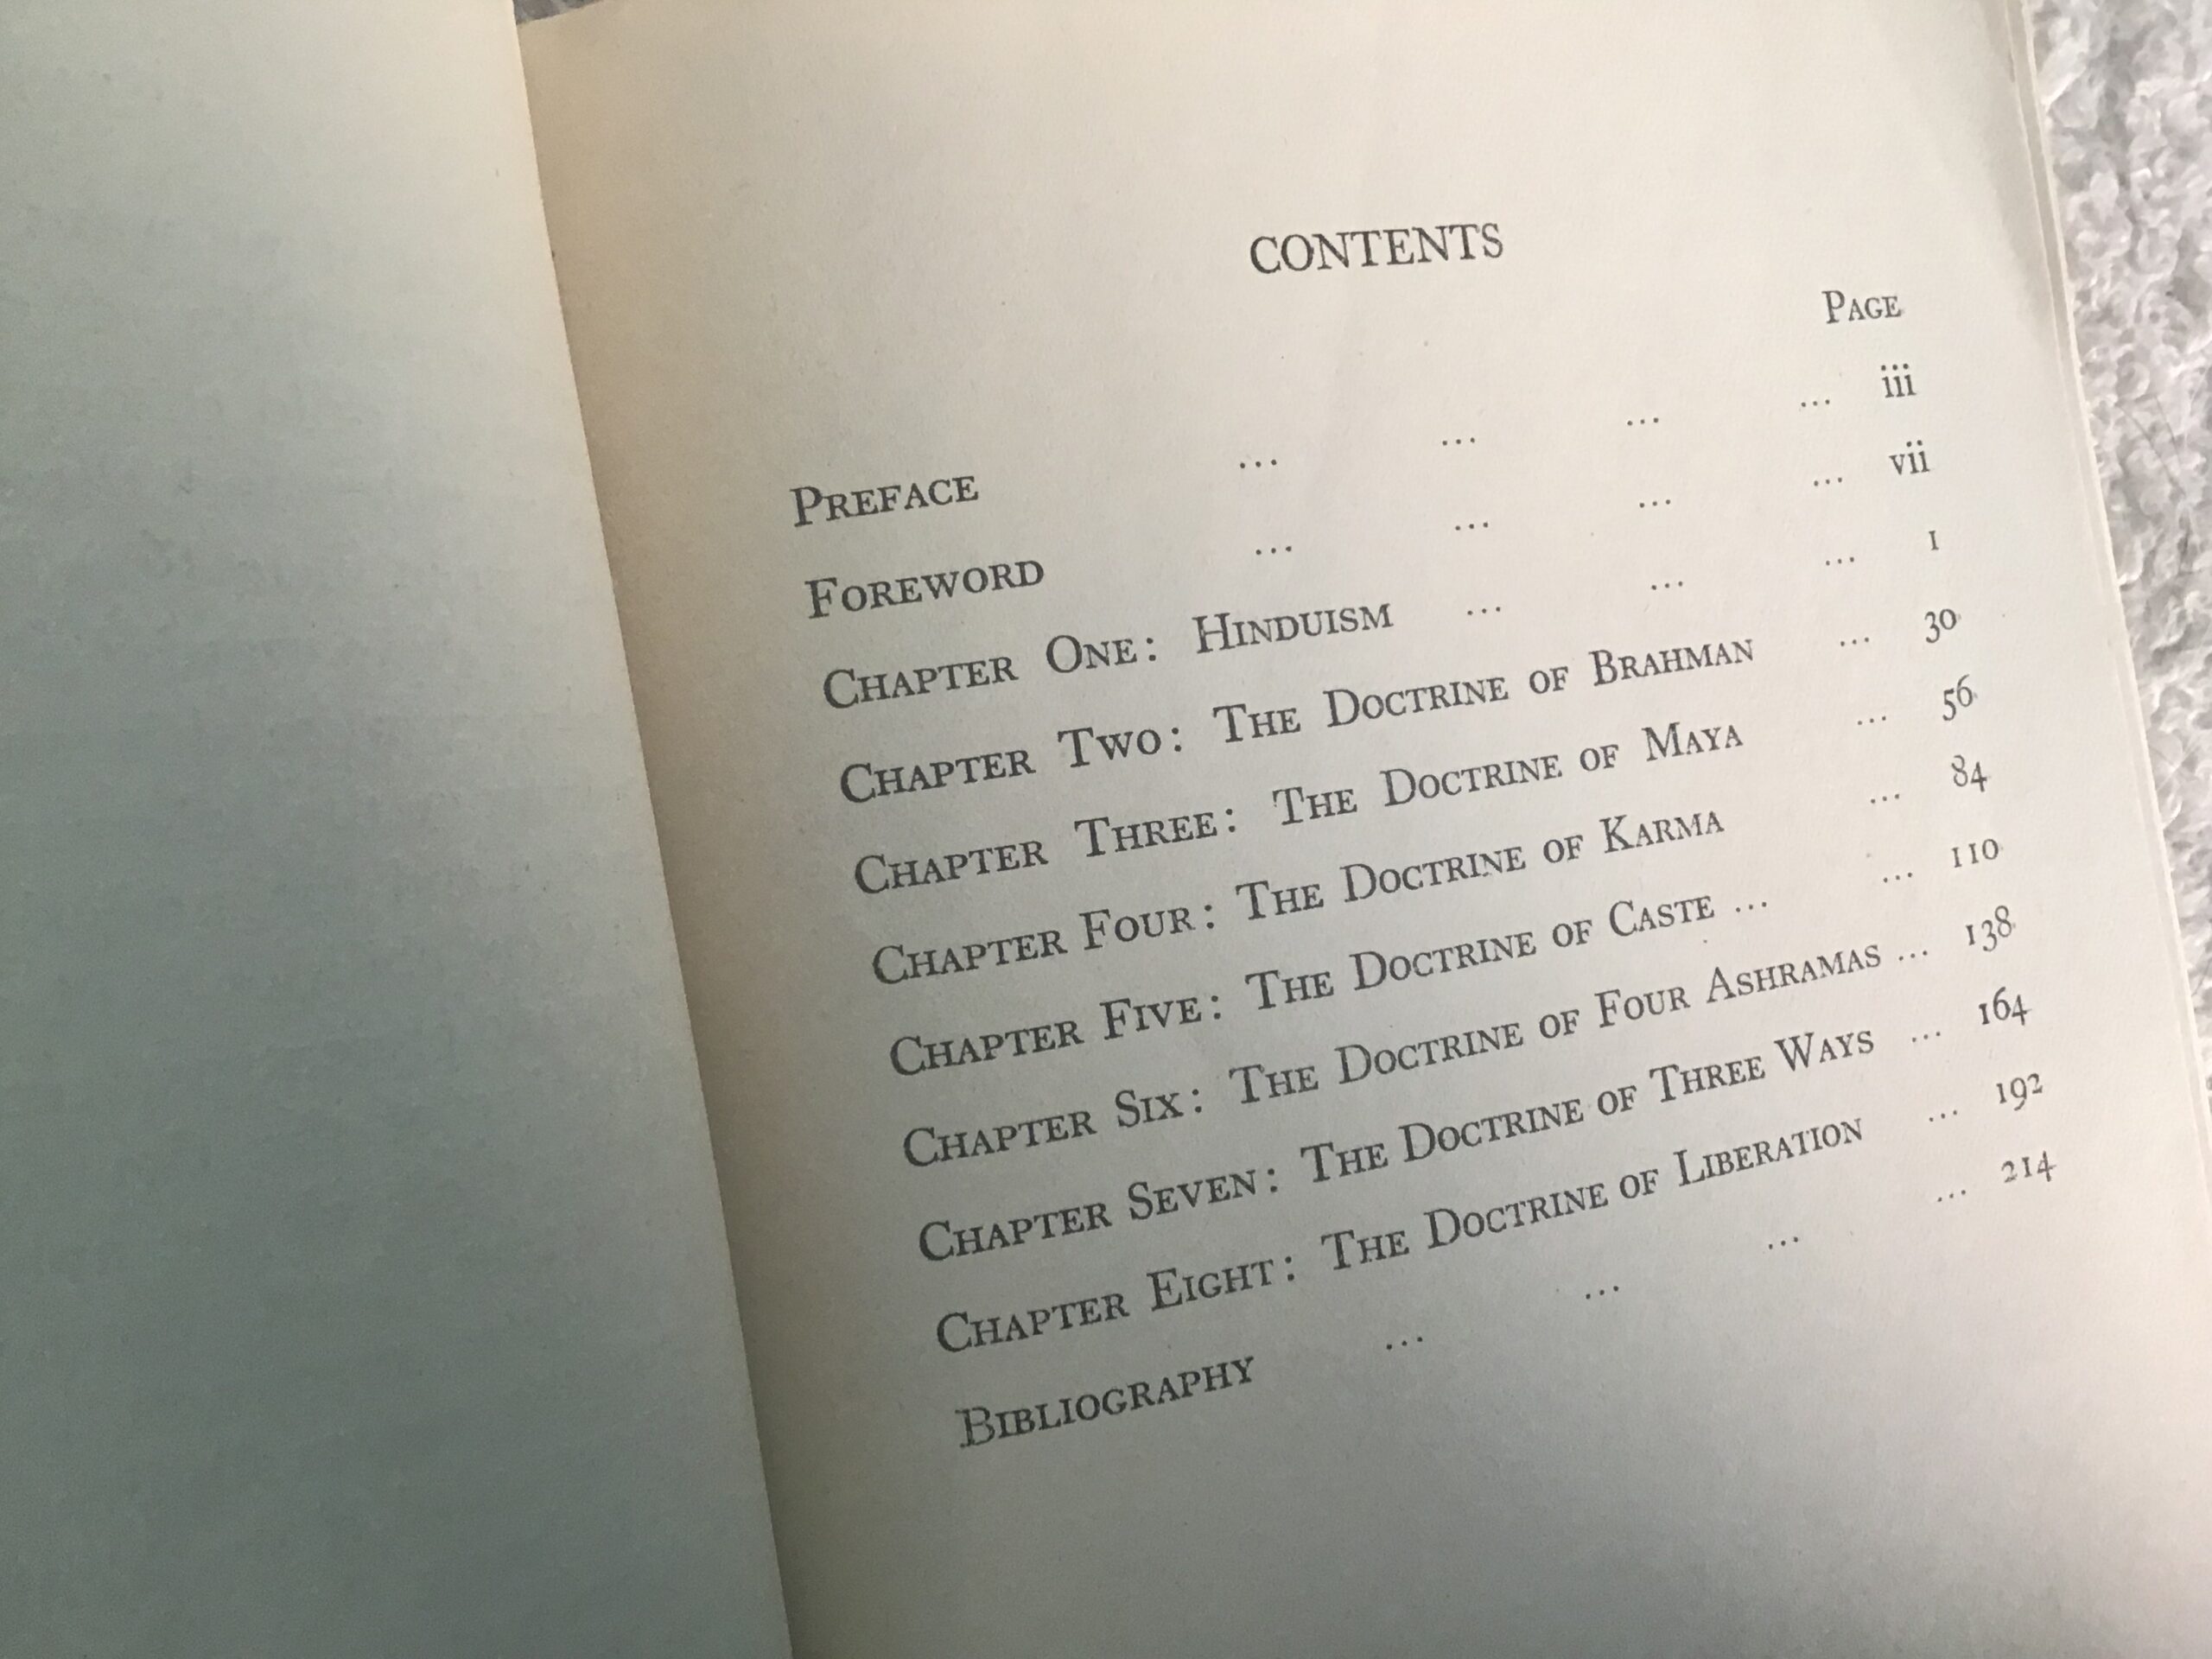 CONTENTS
PAGE
PREFACE ... ... ... ... iii
FOREWORD ... ... ... ... vii
CHAPTER ONE: HINDUISM ... ... ... 1
CHAPTER TWO: THE DOCTRINE OF BRAHMAN ... 30
CHAPTER THREE: THE DOCTRINE OF MAYA ... 56
CHAPTER FOUR: THE DOCTRINE OF KARMA ... 84
CHAPTER FIVE: THE DOCTRINE OF CASTE ... ... 110
CHAPTER SIX: THE DOCTRINE OF FOUR ASHRAMAS ... 138
CHAPTER SEVEN: THE DOCTRINE OF THREE WAYS ... 164
CHAPTER EIGHT: THE DOCTRINE OF LIBERATION ... 192
BIBLIOGRAPHY ... ... ... ... 214